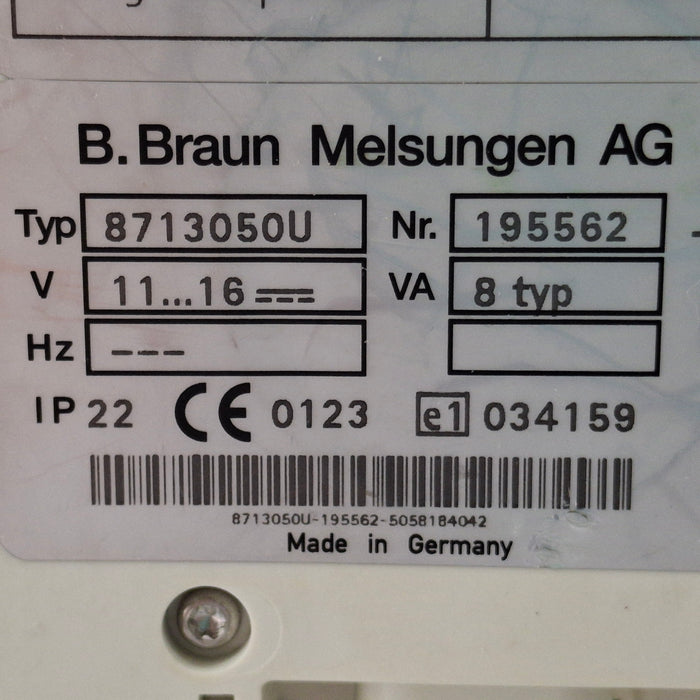 B. Braun Melsungen AG
Typ 8713050U Nr. 195562
V 11...16 VA 8 typ
Hz ---
IP 22 CE 0123 e1 034159
8713050U-195562-5058184042
Made in Germany